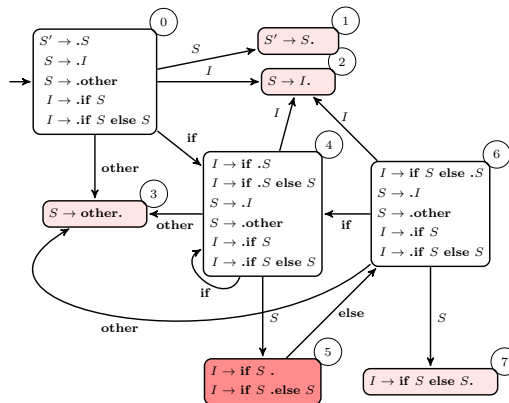 0
S′ → .S
S → .I
S → .other
I → .if S
I → .if S else S
S
1
S′ → S.
I
2
S → I.
if
other
3
S → other.
4
I → if .S
I → if .S else S
S → .I
S → .other
I → .if S
I → .if S else S
I
I
other
if
6
I → if S else .S
S → .I
S → .other
I → .if S
I → .if S else S
if
other
S
else
S
5
I → if S .
I → if S .else S
7
I → if S else S.